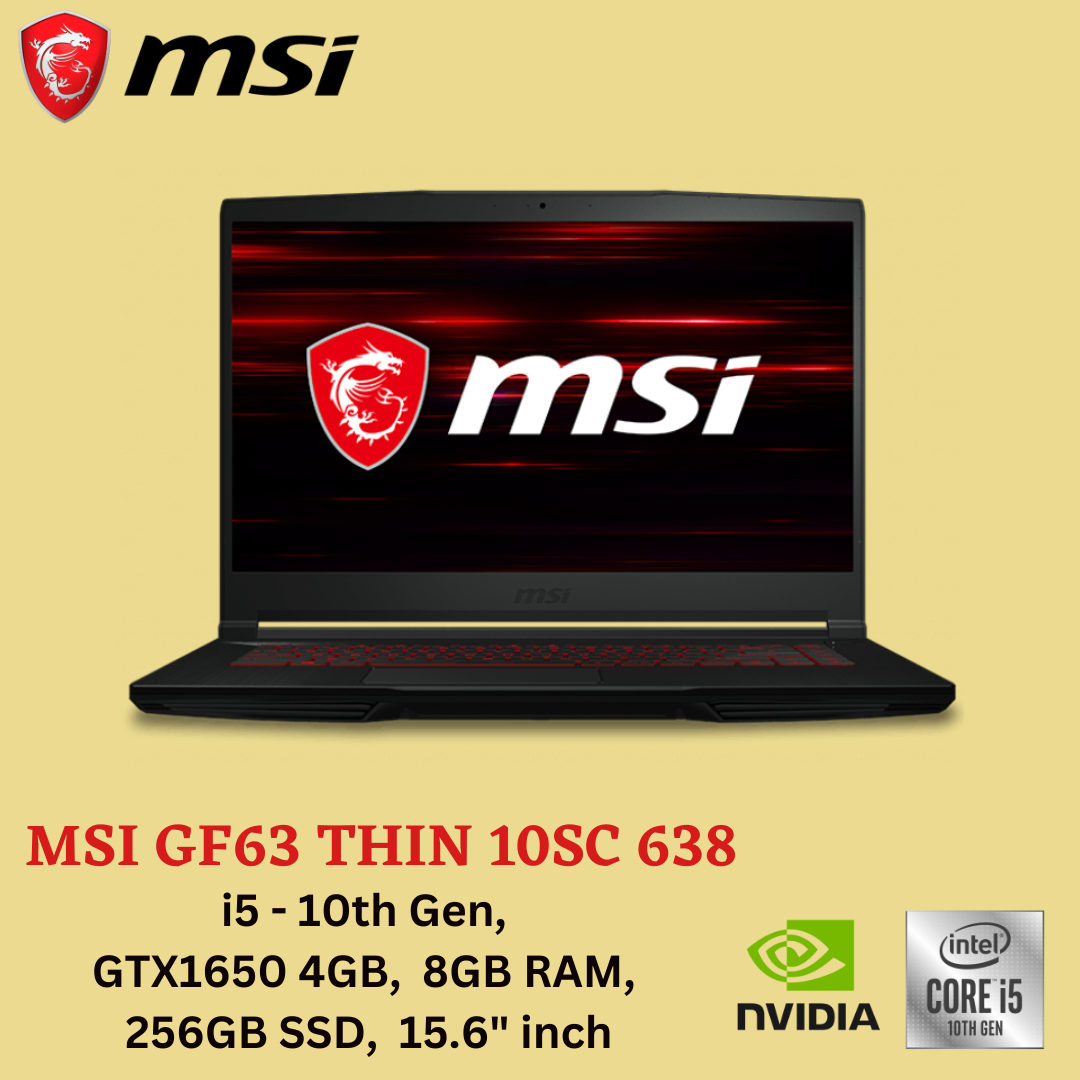 msi
msi
msi
MSI GF63 THIN 10SC 638
i5 - 10th Gen,
GTX1650 4GB, 8GB RAM,
256GB SSD, 15.6" inch
NVIDIA
intel
CORE i5
10TH GEN